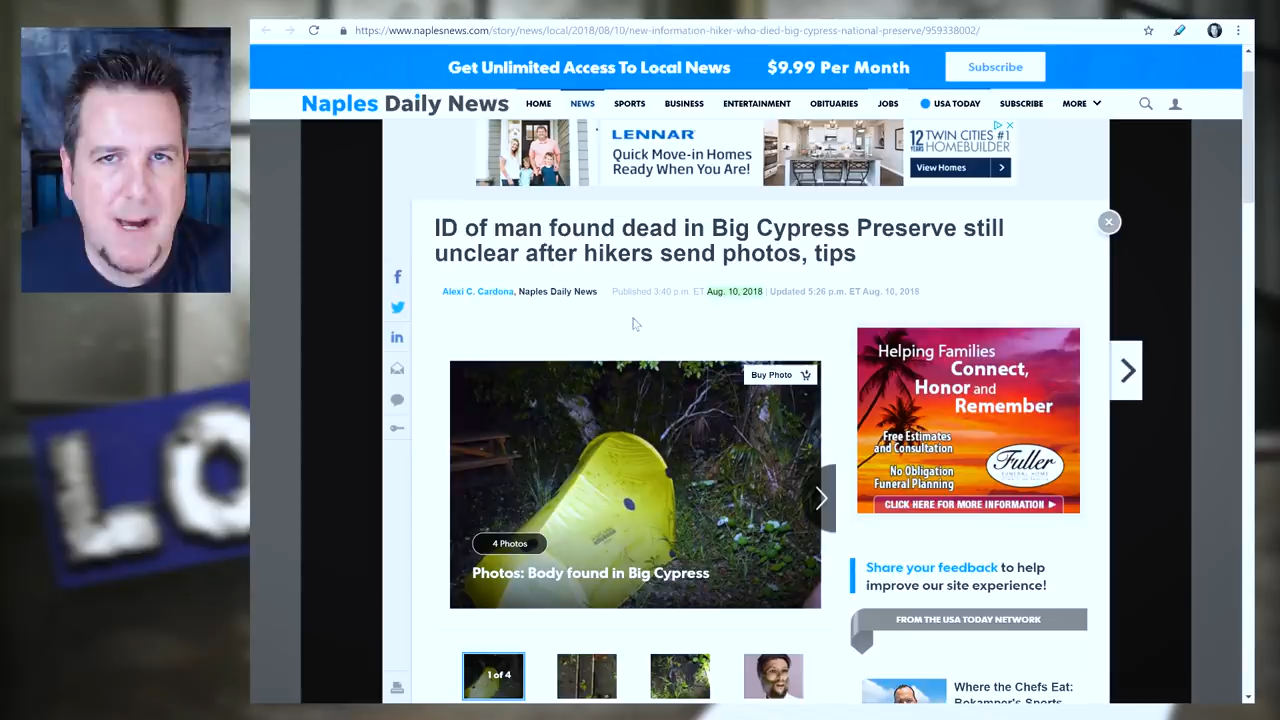 https://www.naplesnews.com/story/news/local/2018/08/10/new-information-hiker-who-died-big-cypress-national-preserve/959338002/
Get Unlimited Access To Local News $9.99 Per Month Subscribe
Naples Daily News HOME NEWS SPORTS BUSINESS ENTERTAINMENT OBITUARIES JOBS USA TODAY SUBSCRIBE MORE
LENNAR
Quick Move-in Homes
Ready When You Are!
TWIN CITIES #1
12 HOMEBUILDER
View Homes
ID of man found dead in Big Cypress Preserve still
unclear after hikers send photos, tips
Alexi C. Cardona, Naples Daily News Published 3:40 p.m. ET Aug. 10, 2018 | Updated 5:26 p.m. ET Aug. 10, 2018
Buy Photo
4 Photos
Photos: Body found in Big Cypress
1 of 4
Helping Families
Connect,
Honor and
Remember
Free Estimates
and Consultation
No Obligation
Funeral Planning
Fuller
FUNERAL HOME
CLICK HERE FOR MORE INFORMATION
Share your feedback to help
improve our site experience!
FROM THE USA TODAY NETWORK
Where the Chefs Eat:
Bokamper's Sports
LO